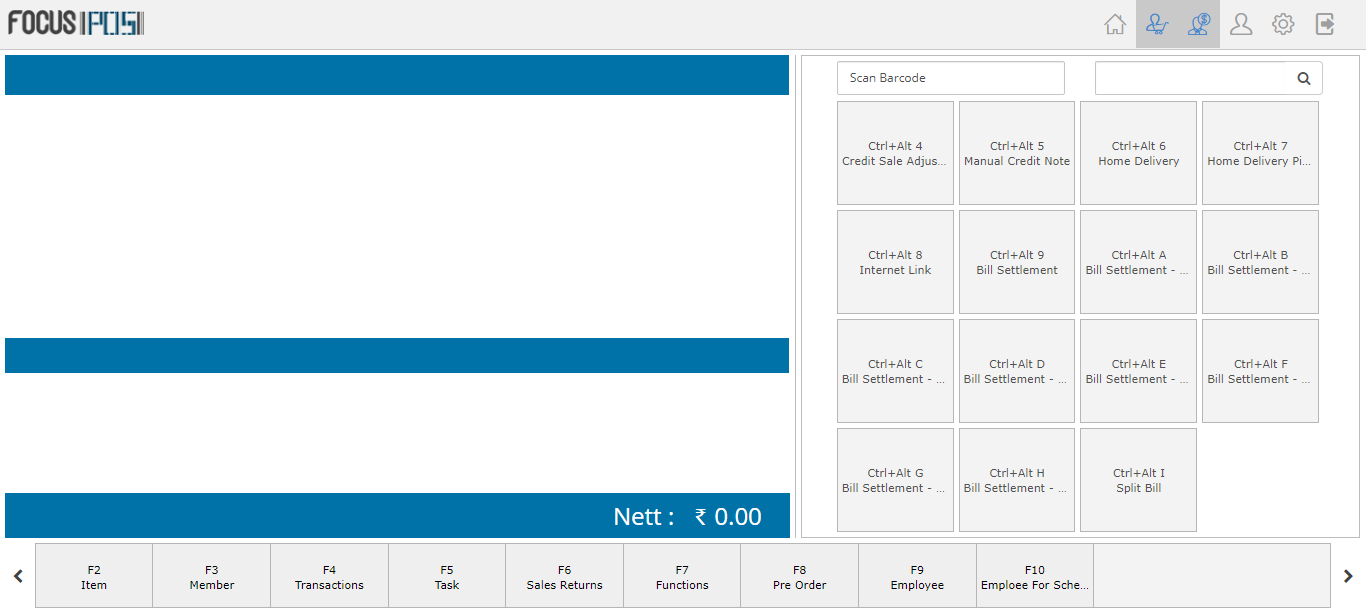 FOCUS POS
Scan Barcode
Ctrl+Alt 4
Credit Sale Adjus...
Ctrl+Alt 5
Manual Credit Note
Ctrl+Alt 6
Home Delivery
Ctrl+Alt 7
Home Delivery Pi...
Ctrl+Alt 8
Internet Link
Ctrl+Alt 9
Bill Settlement
Ctrl+Alt A
Bill Settlement - ...
Ctrl+Alt B
Bill Settlement - ...
Ctrl+Alt C
Bill Settlement - ...
Ctrl+Alt D
Bill Settlement - ...
Ctrl+Alt E
Bill Settlement - ...
Ctrl+Alt F
Bill Settlement - ...
Ctrl+Alt G
Bill Settlement - ...
Ctrl+Alt H
Bill Settlement - ...
Ctrl+Alt I
Split Bill
Nett : ₹ 0.00
F2
Item
F3
Member
F4
Transactions
F5
Task
F6
Sales Returns
F7
Functions
F8
Pre Order
F9
Employee
F10
Emploee For Sche...